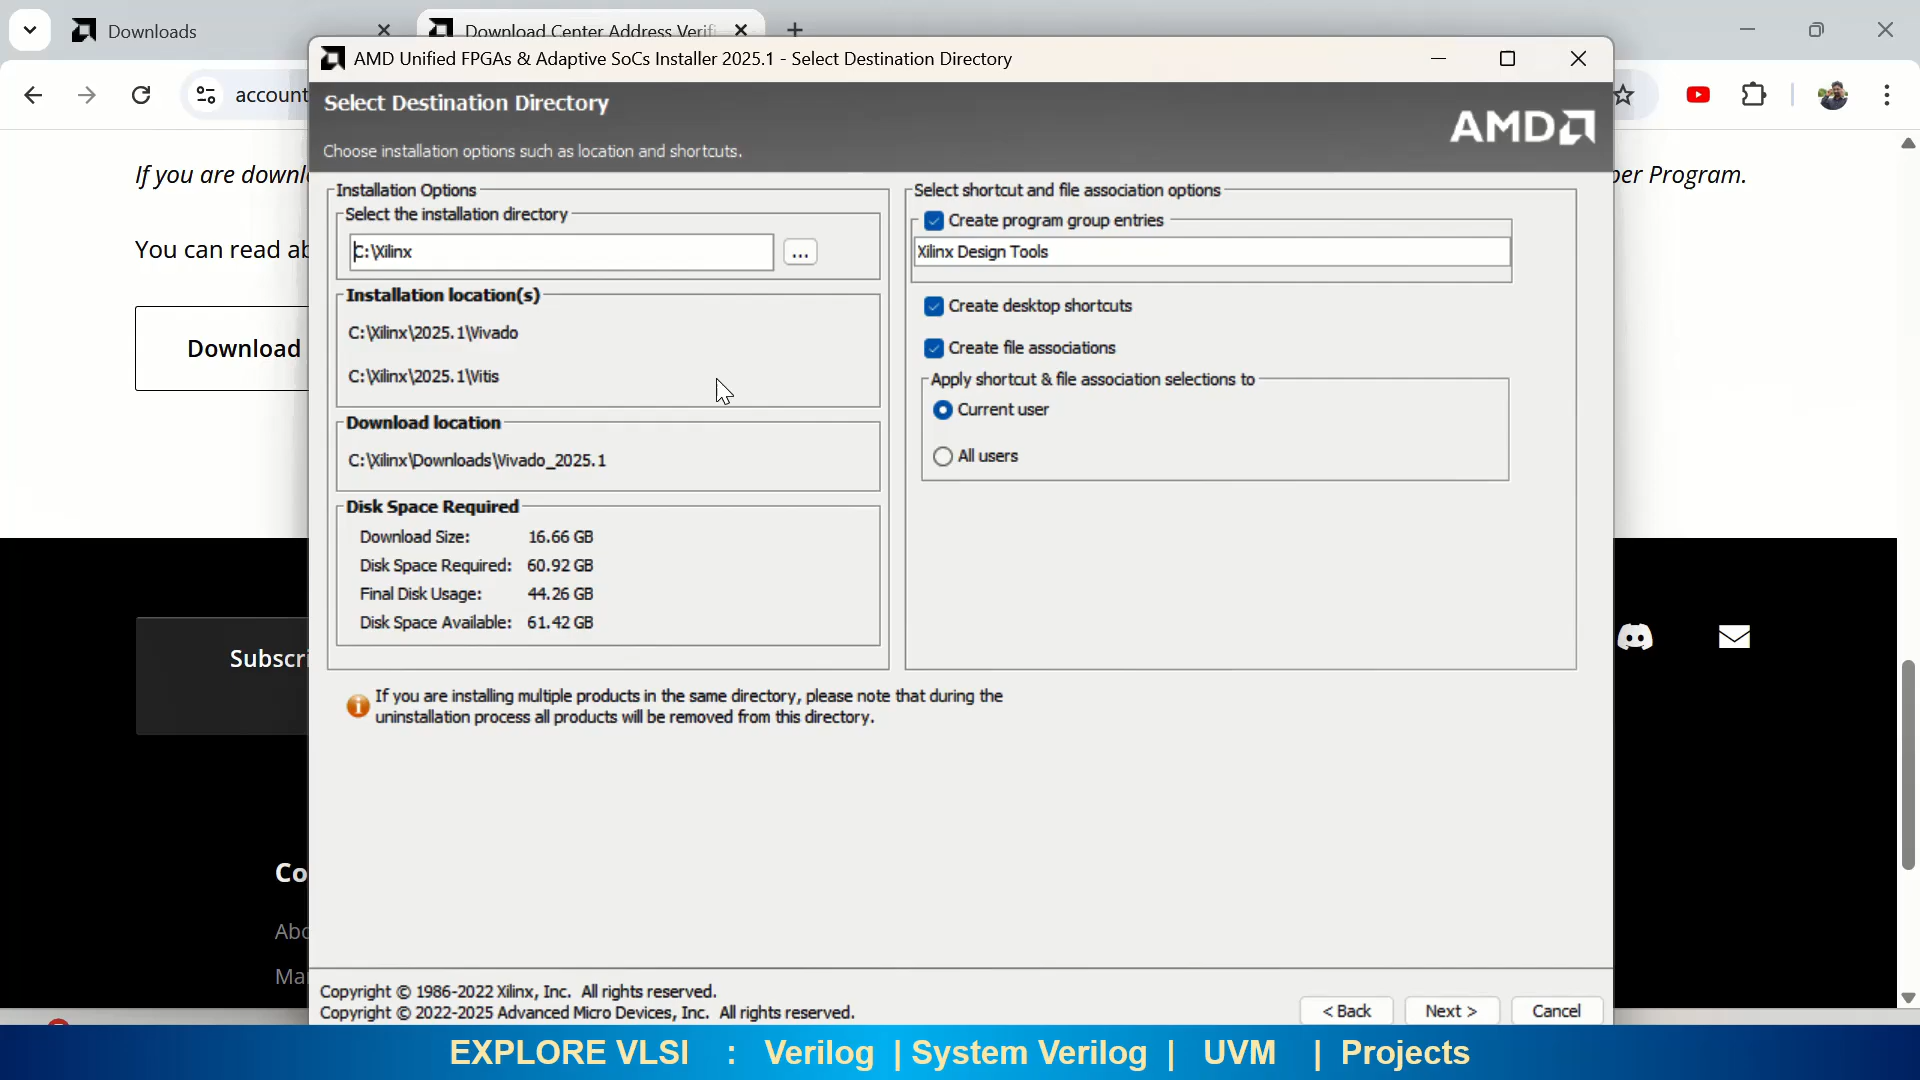 Downloads
Download Center Address Verifi
AMD Unified FPGAs & Adaptive SoCs Installer 2025.1 - Select Destination Directory
account
Select Destination Directory
AMD
Choose installation options such as location and shortcuts.
If you are downl
per Program.
You can read ab
Download
Installation Options
Select the installation directory
C:\Xilinx
...
Installation location(s)
C:\Xilinx\2025.1\Vivado
C:\Xilinx\2025.1\Vitis
Download location
C:\Xilinx\Downloads\Vivado_2025.1
Disk Space Required
Download Size: 16.66 GB
Disk Space Required: 60.92 GB
Final Disk Usage: 44.26 GB
Disk Space Available: 61.42 GB
Select shortcut and file association options
Create program group entries
Xilinx Design Tools
Create desktop shortcuts
Create file associations
Apply shortcut & file association selections to
Current user
All users
Subscri
If you are installing multiple products in the same directory, please note that during the
uninstallation process all products will be removed from this directory.
Co
Abo
Mar
Copyright © 1986-2022 Xilinx, Inc. All rights reserved.
Copyright © 2022-2025 Advanced Micro Devices, Inc. All rights reserved.
< Back
Next >
Cancel
EXPLORE VLSI : Verilog | System Verilog | UVM | Projects